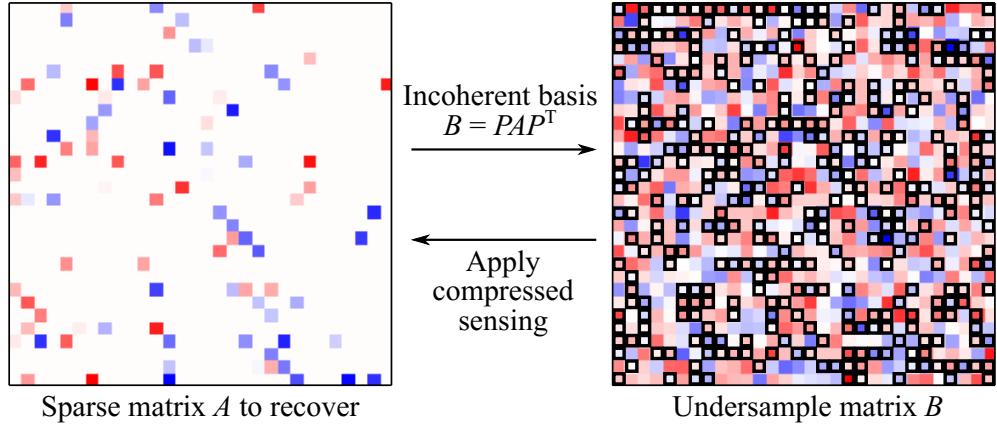 Incoherent basis
B = PAPᵀ
Apply
compressed
sensing
Sparse matrix A to recover
Undersample matrix B